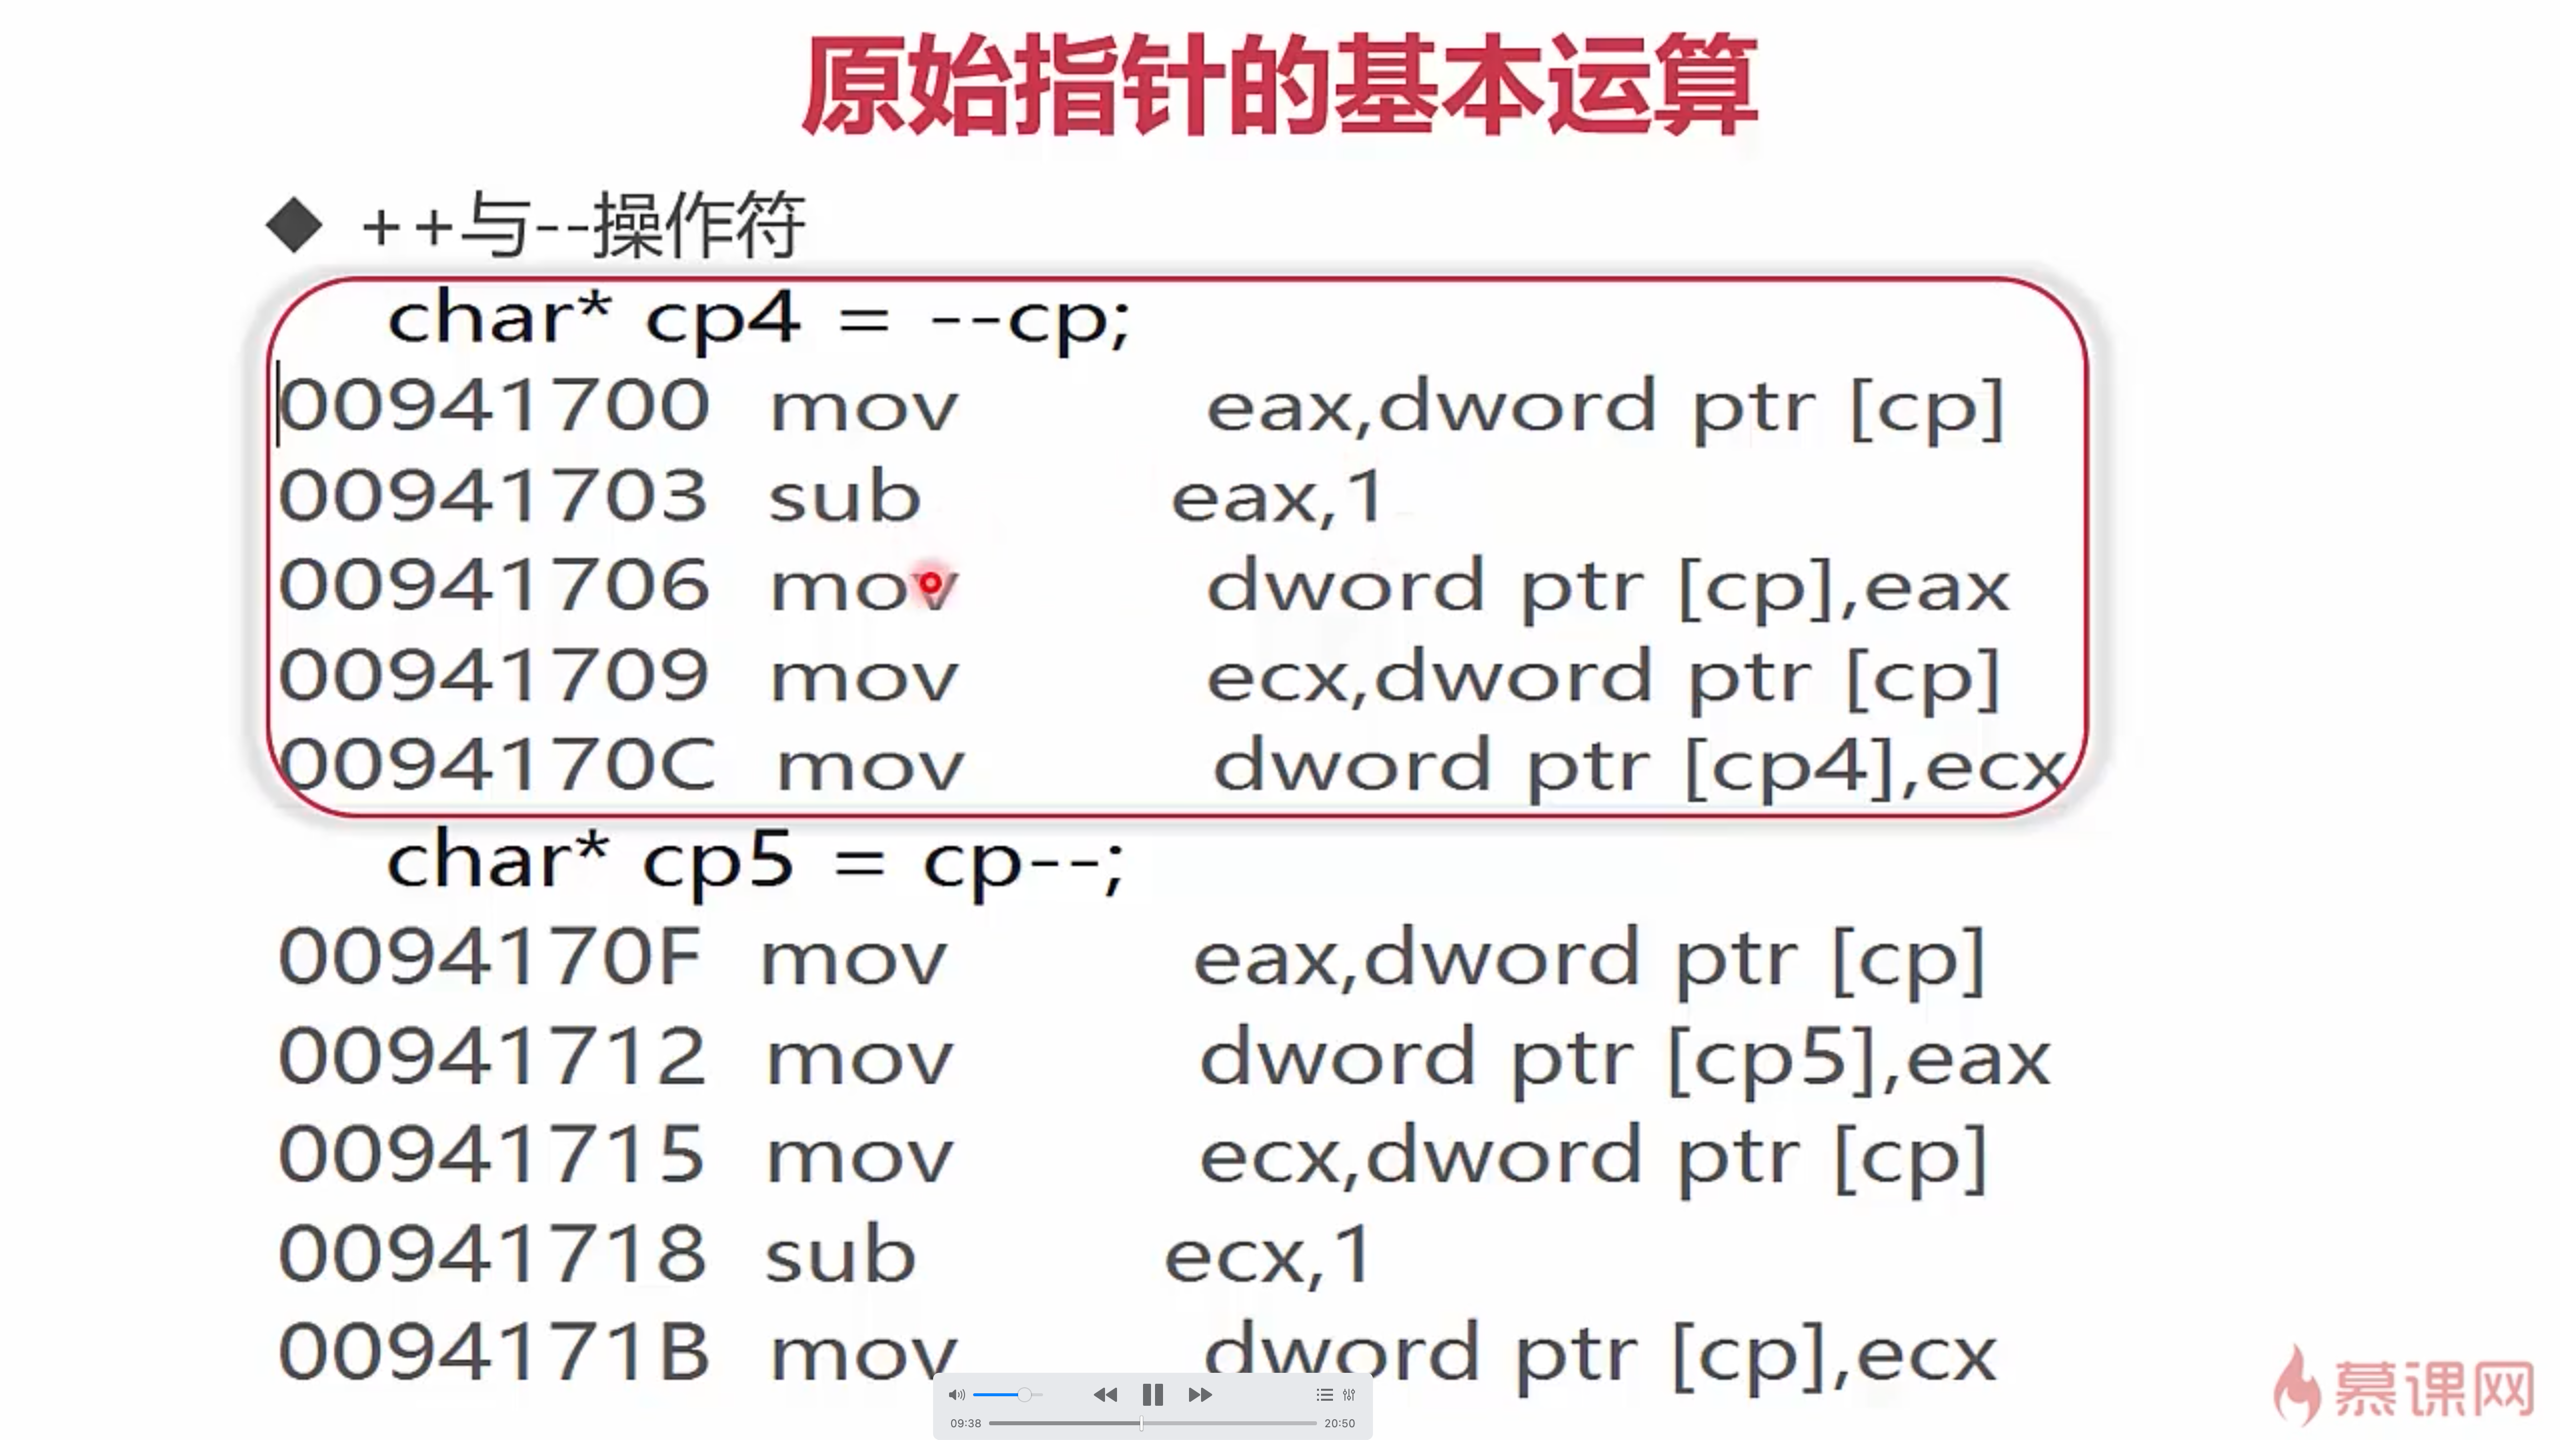 原始指针的基本运算
++与--操作符
char* cp4 = --cp;
00941700 mov eax,dword ptr [cp]
00941703 sub eax,1
00941706 mov dword ptr [cp],eax
00941709 mov ecx,dword ptr [cp]
0094170C mov dword ptr [cp4],ecx
char* cp5 = cp--;
0094170F mov eax,dword ptr [cp]
00941712 mov dword ptr [cp5],eax
00941715 mov ecx,dword ptr [cp]
00941718 sub ecx,1
0094171B mov dword ptr [cp],ecx
09:38 20:50
慕课网